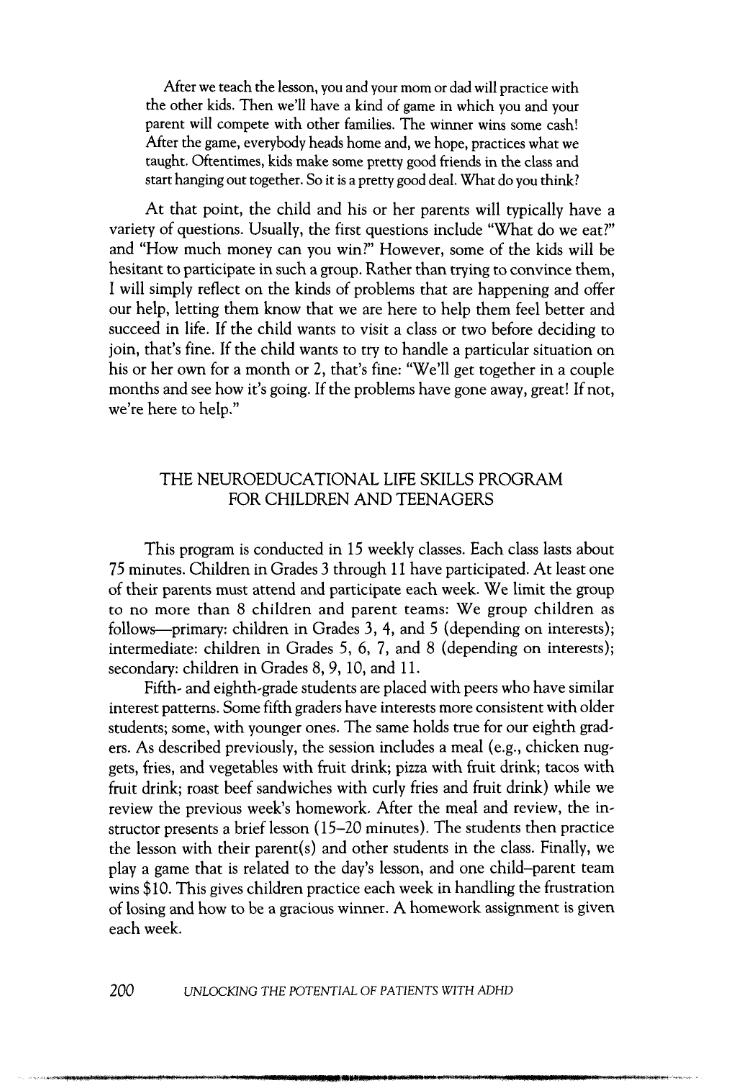 After we teach the lesson, you and your mom or dad will practice with
the other kids. Then we'll have a kind of game in which you and your
parent will compete with other families. The winner wins some cash!
After the game, everybody heads home and, we hope, practices what we
taught. Oftentimes, kids make some pretty good friends in the class and
start hanging out together. So it is a pretty good deal. What do you think?
At that point, the child and his or her parents will typically have a
variety of questions. Usually, the first questions include “What do we eat?”
and “How much money can you win?” However, some of the kids will be
hesitant to participate in such a group. Rather than trying to convince them,
I will simply reflect on the kinds of problems that are happening and offer
our help, letting them know that we are here to help them feel better and
succeed in life. If the child wants to visit a class or two before deciding to
join, that's fine. If the child wants to try to handle a particular situation on
his or her own for a month or 2, that's fine: “We'll get together in a couple
months and see how it's going. If the problems have gone away, great! If not,
we're here to help.”
THE NEUROEDUCATIONAL LIFE SKILLS PROGRAM
FOR CHILDREN AND TEENAGERS
This program is conducted in 15 weekly classes. Each class lasts about
75 minutes. Children in Grades 3 through 11 have participated. At least one
of their parents must attend and participate each week. We limit the group
to no more than 8 children and parent teams: We group children as
follows—primary: children in Grades 3, 4, and 5 (depending on interests);
intermediate: children in Grades 5, 6, 7, and 8 (depending on interests);
secondary: children in Grades 8, 9, 10, and 11.
Fifth- and eighth-grade students are placed with peers who have similar
interest patterns. Some fifth graders have interests more consistent with older
students; some, with younger ones. The same holds true for our eighth grad-
ers. As described previously, the session includes a meal (e.g., chicken nug-
gets, fries, and vegetables with fruit drink; pizza with fruit drink; tacos with
fruit drink; roast beef sandwiches with curly fries and fruit drink) while we
review the previous week's homework. After the meal and review, the in-
structor presents a brief lesson (15–20 minutes). The students then practice
the lesson with their parent(s) and other students in the class. Finally, we
play a game that is related to the day's lesson, and one child–parent team
wins $10. This gives children practice each week in handling the frustration
of losing and how to be a gracious winner. A homework assignment is given
each week.
200 UNLOCKING THE POTENTIAL OF PATIENTS WITH ADHD